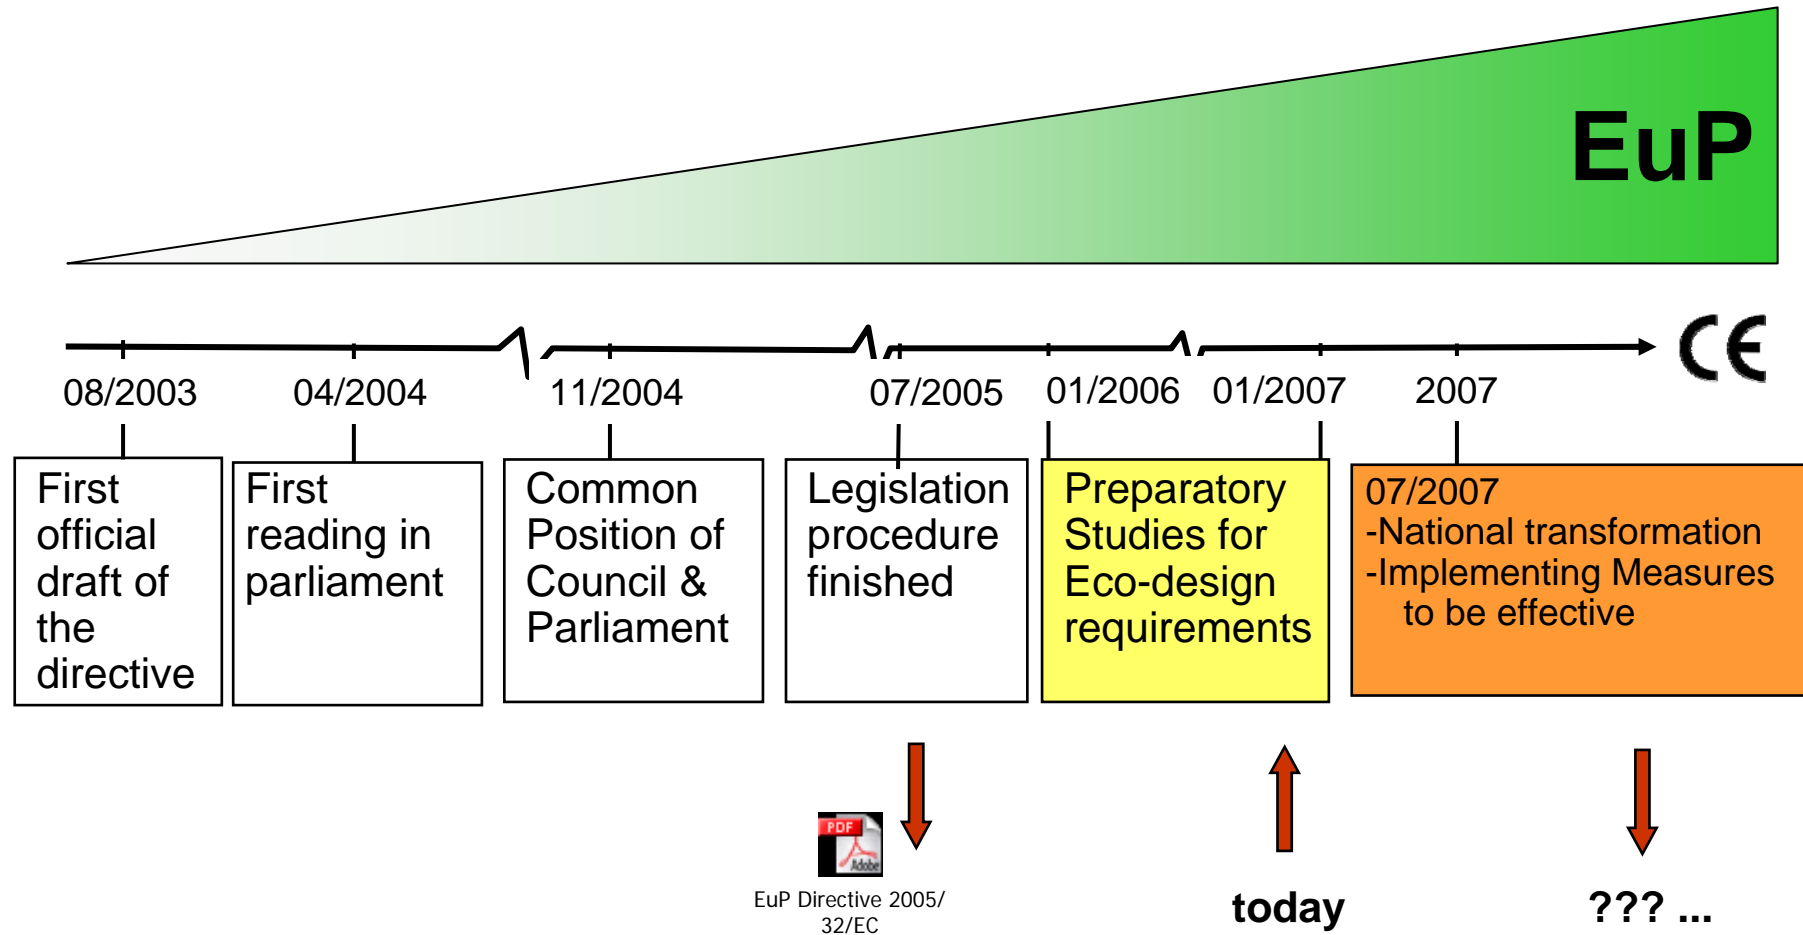 EuP
CE
08/2003
04/2004
11/2004
07/2005
01/2006
01/2007
2007
First
official
draft of
the
directive
First
reading in
parliament
Common
Position of
Council &
Parliament
Legislation
procedure
finished
Preparatory
Studies for
Eco-design
requirements
07/2007
-National transformation
-Implementing Measures
to be effective
PDF
Adobe
EuP Directive 2005/
32/EC
today
??? ...